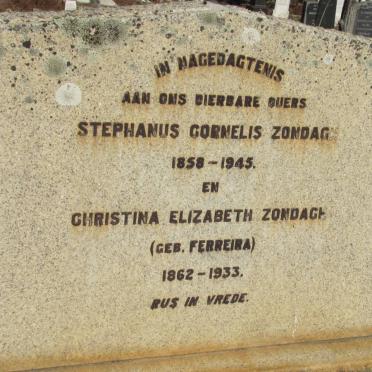 IN NAGEDAGTENIS
AAN ONS DIERBARE OUERS
STEPHANUS CORNELIS ZONDAGH
1858-1945.
EN
CHRISTINA ELIZABETH ZONDAGH
(GEB. FERREIRA)
1862-1933.
RUS IN VREDE.